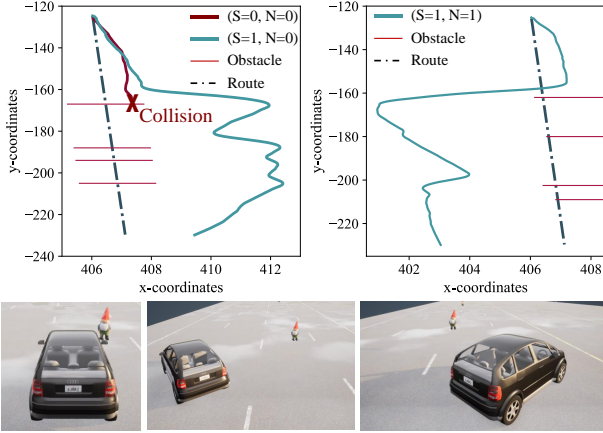 −120
−140
−160
−180
−200
−220
−240
y-coordinates
406
408
410
412
x-coordinates
(S=0, N=0)
(S=1, N=0)
Obstacle
Route
Collision
−120
−140
−160
−180
−200
−220
y-coordinates
402
404
406
408
x-coordinates
(S=1, N=1)
Obstacle
Route